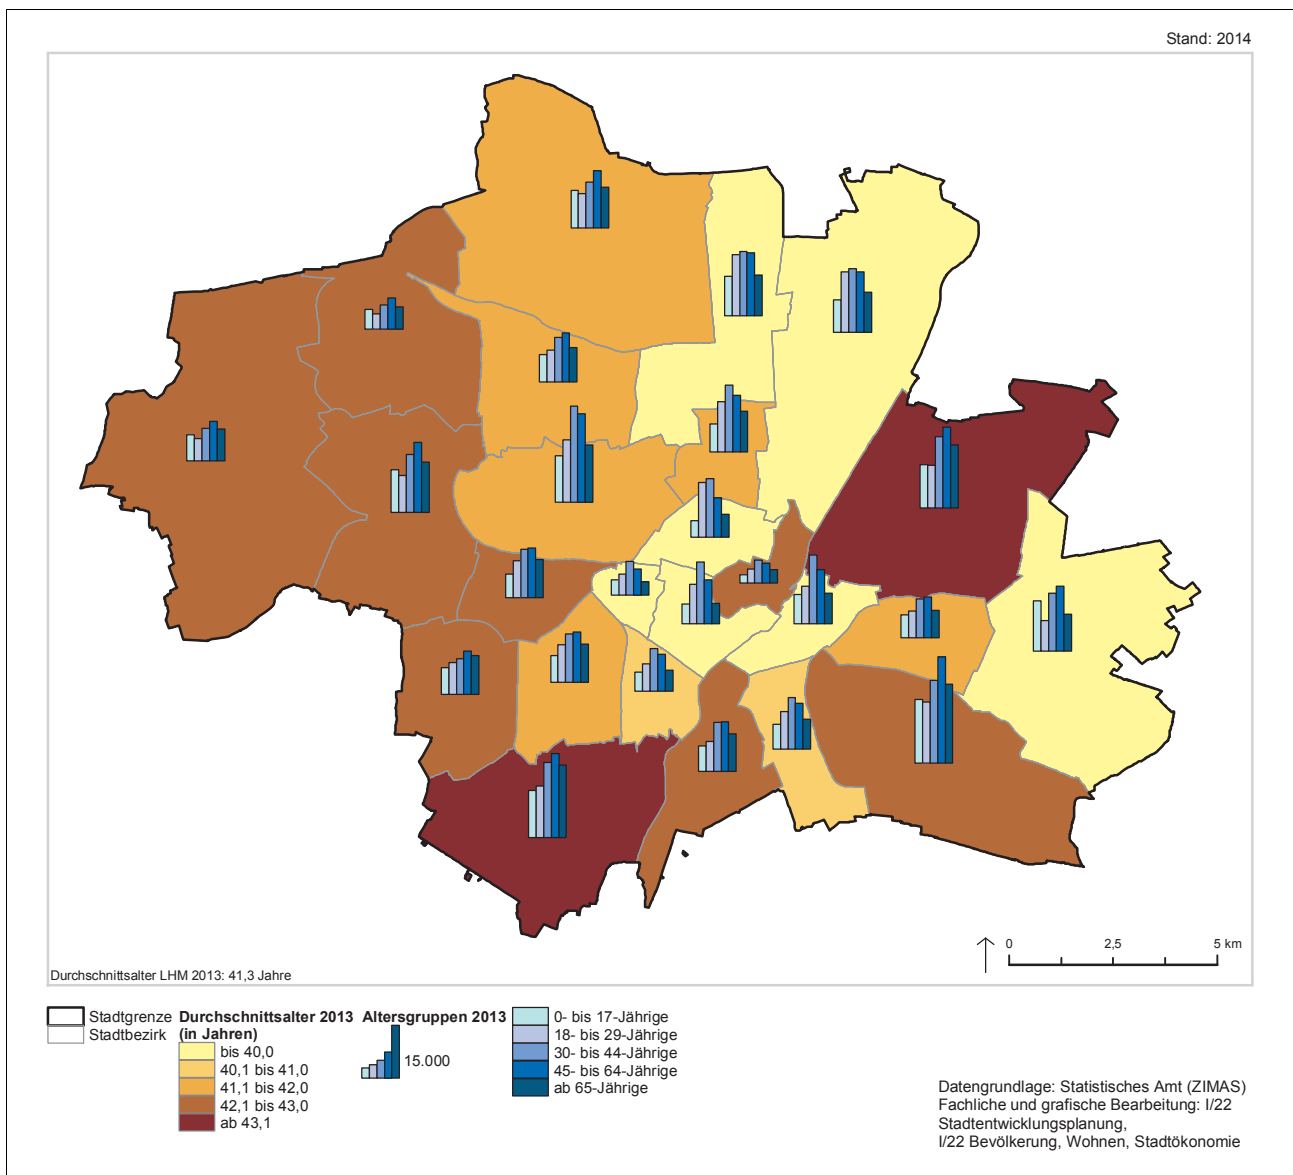 Stand: 2014
0 2,5 5 km
Durchschnittsalter LHM 2013: 41,3 Jahre
Stadtgrenze
Stadtbezirk
Durchschnittsalter 2013
(in Jahren)
bis 40,0
40,1 bis 41,0
41,1 bis 42,0
42,1 bis 43,0
ab 43,1
Altersgruppen 2013
15.000
0- bis 17-Jährige
18- bis 29-Jährige
30- bis 44-Jährige
45- bis 64-Jährige
ab 65-Jährige
Datengrundlage: Statistisches Amt (ZIMAS)
Fachliche und grafische Bearbeitung: I/22
Stadtentwicklungsplanung,
I/22 Bevölkerung, Wohnen, Stadtökonomie